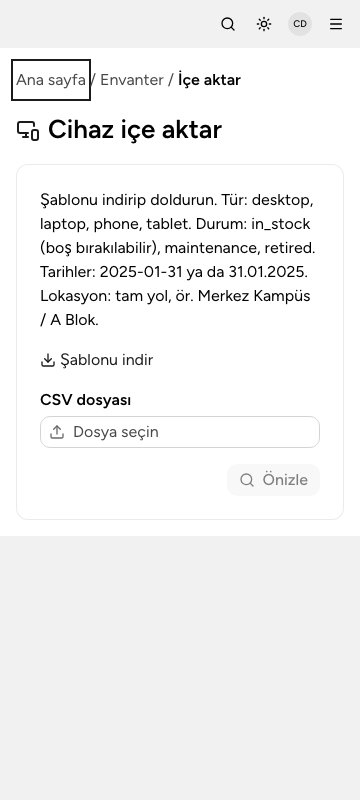 CD
Ana sayfa / Envanter / İçe aktar
Cihaz içe aktar
Şablonu indirip doldurun. Tür: desktop,
laptop, phone, tablet. Durum: in_stock
(boş bırakılabilir), maintenance, retired.
Tarihler: 2025-01-31 ya da 31.01.2025.
Lokasyon: tam yol, ör. Merkez Kampüs
/ A Blok.
Şablonu indir
CSV dosyası
Dosya seçin
Önizle